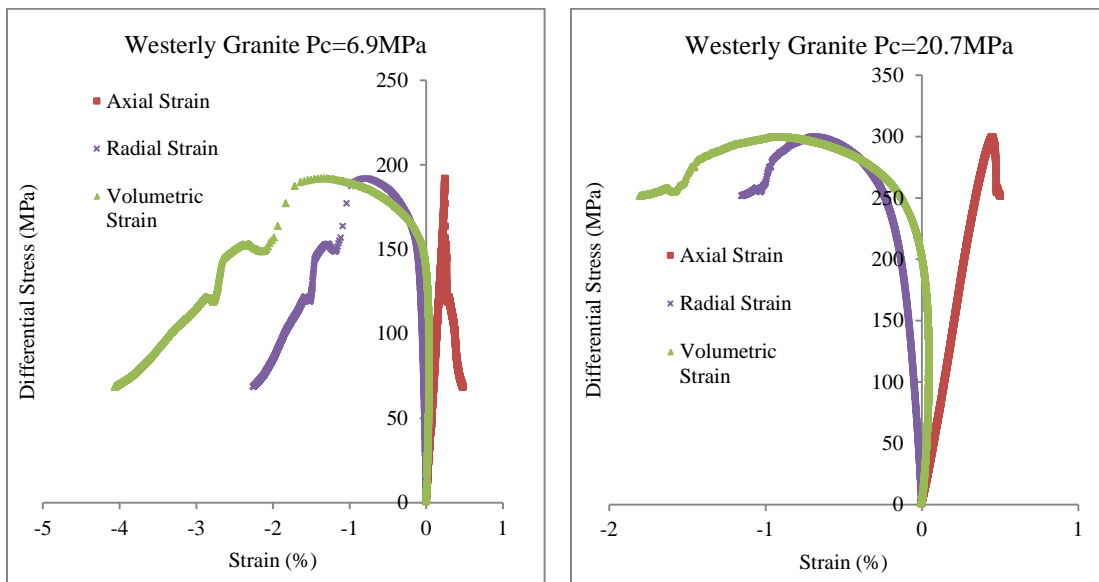 Westerly Granite Pc=6.9MPa
250
200
150
100
50
0
Axial Strain
Radial Strain
Volumetric
Strain
Differential Stress (MPa)
-5 -4 -3 -2 -1 0 1
Strain (%)
Westerly Granite Pc=20.7MPa
350
300
250
200
150
100
50
0
Axial Strain
Radial Strain
Volumetric
Strain
Differential Stress (MPa)
-2 -1 0 1
Strain (%)